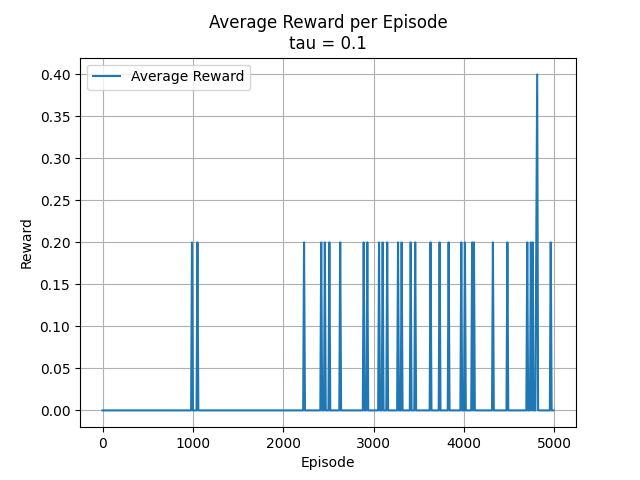 Average Reward per Episode
tau = 0.1
Average Reward
0.40
0.35
0.30
0.25
0.20
0.15
0.10
0.05
0.00
Reward
0 1000 2000 3000 4000 5000
Episode